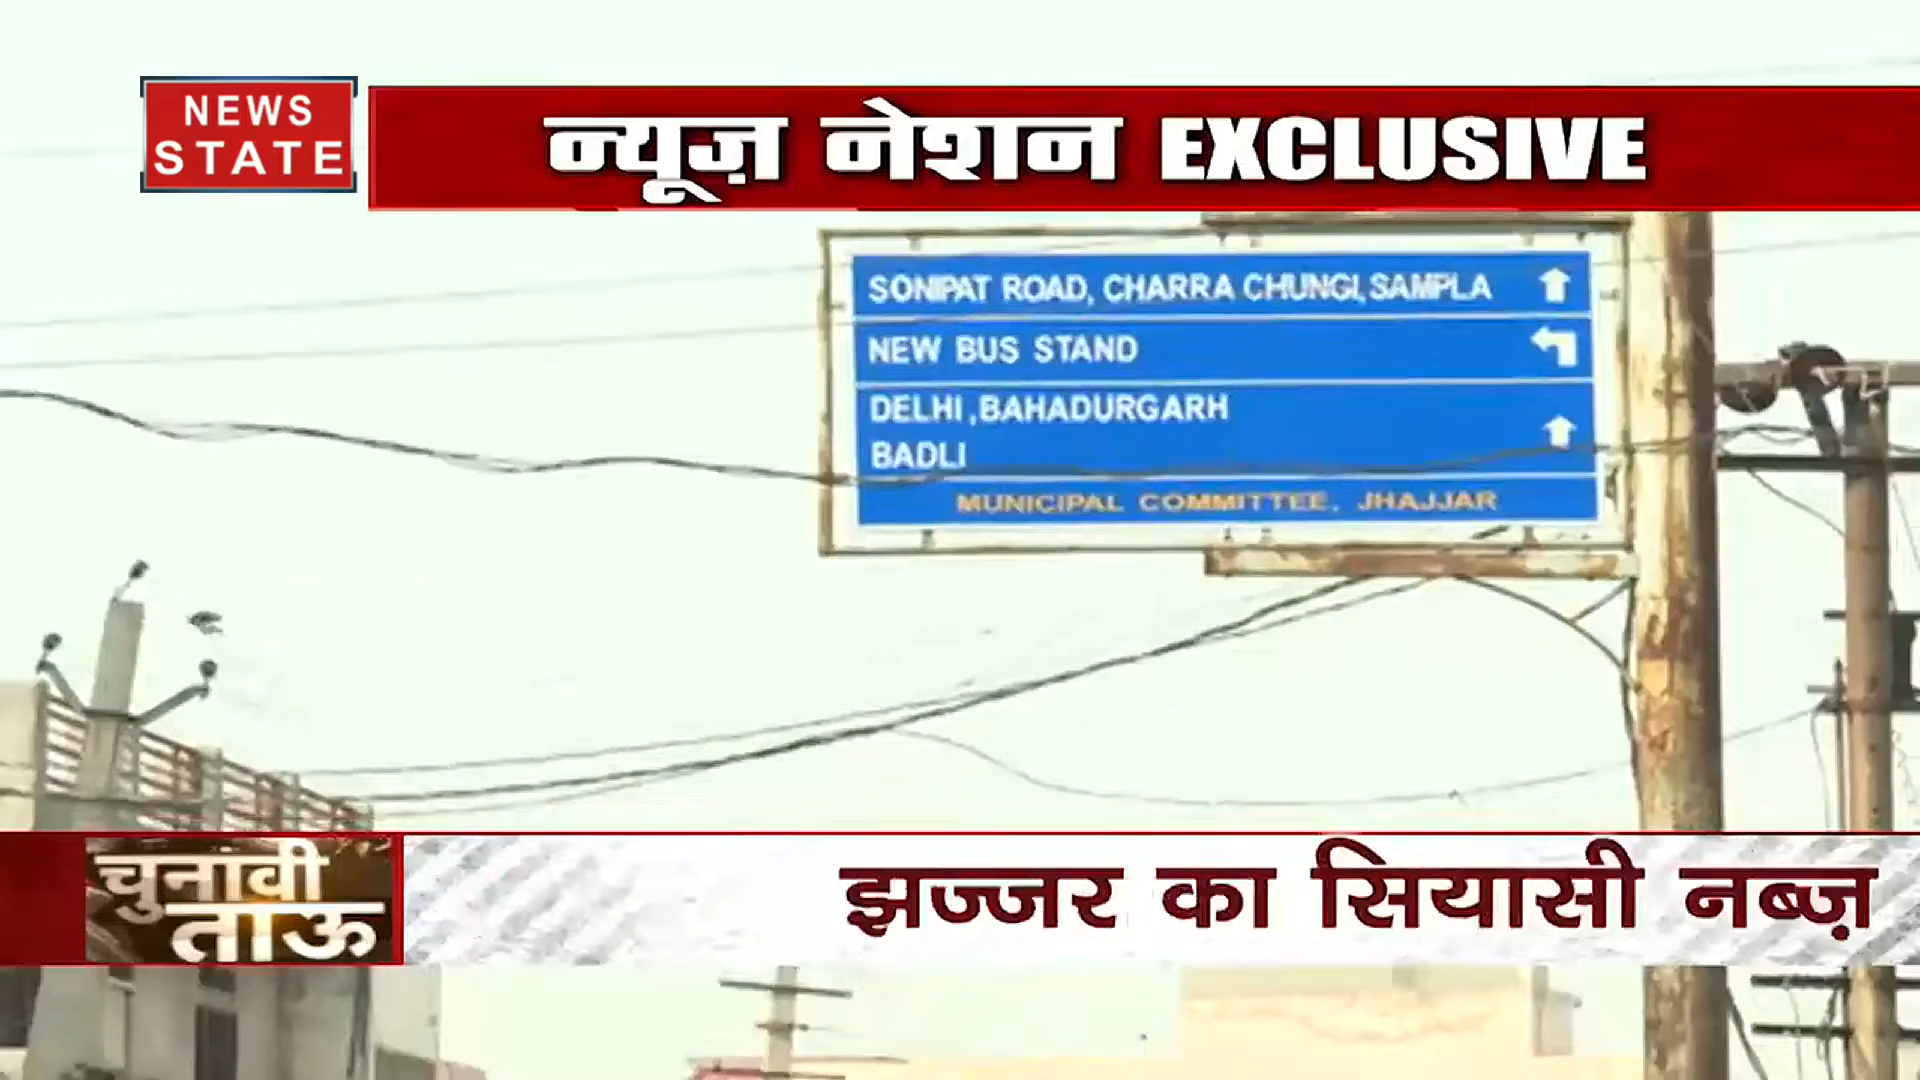 NEWS
STATE
न्यूज़ नेशन EXCLUSIVE
SONIPAT ROAD, CHARRA CHUNGI, SAMPLA
NEW BUS STAND
DELHI ,BAHADURGARH
BADLI
MUNICIPAL COMMITTEE, JHAJJAR
चुनावी
ताऊ
झज्जर का सियासी नब्ज़